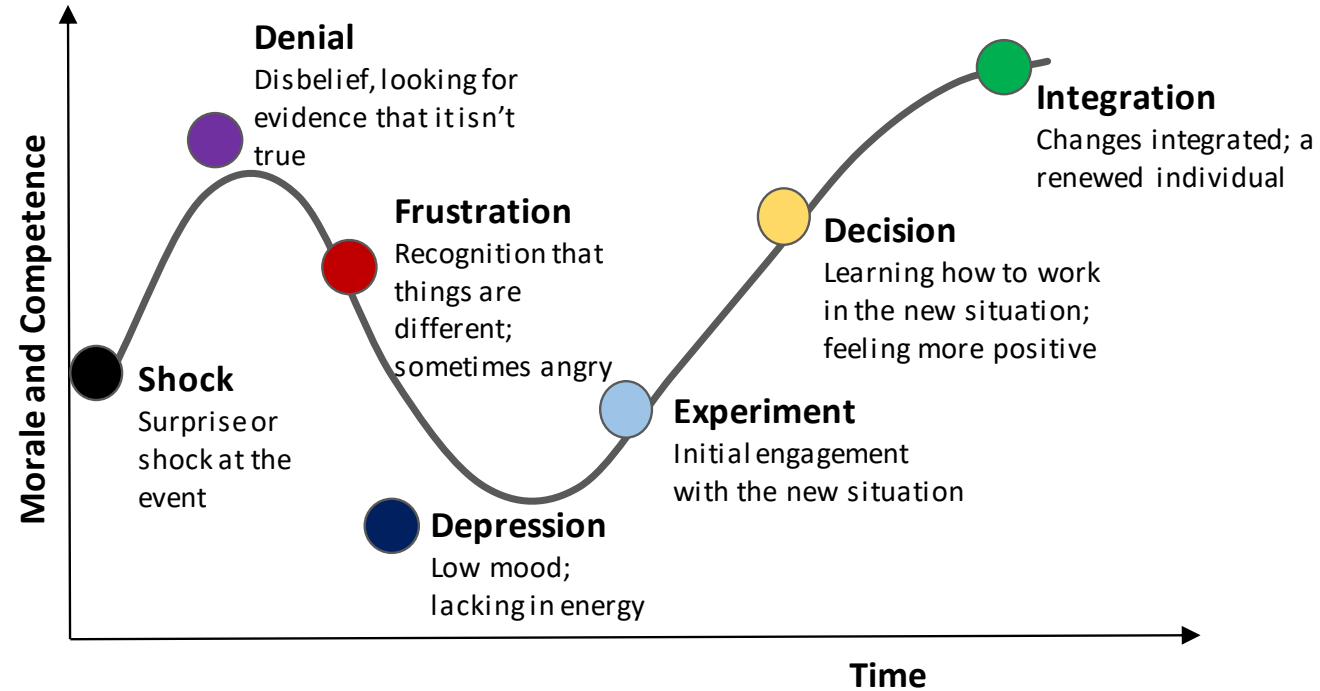 Morale and Competence
Denial
Disbelief, looking for
evidence that it isn't
true
Frustration
Recognition that
things are
different;
sometimes angry
Shock
Surprise or
shock at the
event
Depression
Low mood;
lacking in energy
Experiment
Initial engagement
with the new situation
Decision
Learning how to work
in the new situation;
feeling more positive
Integration
Changes integrated; a
renewed individual
Time